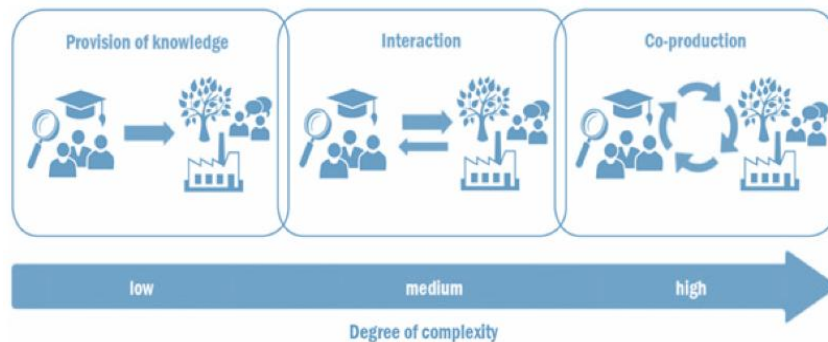 Provision of knowledge
Interaction
Co-production
low
medium
high
Degree of complexity